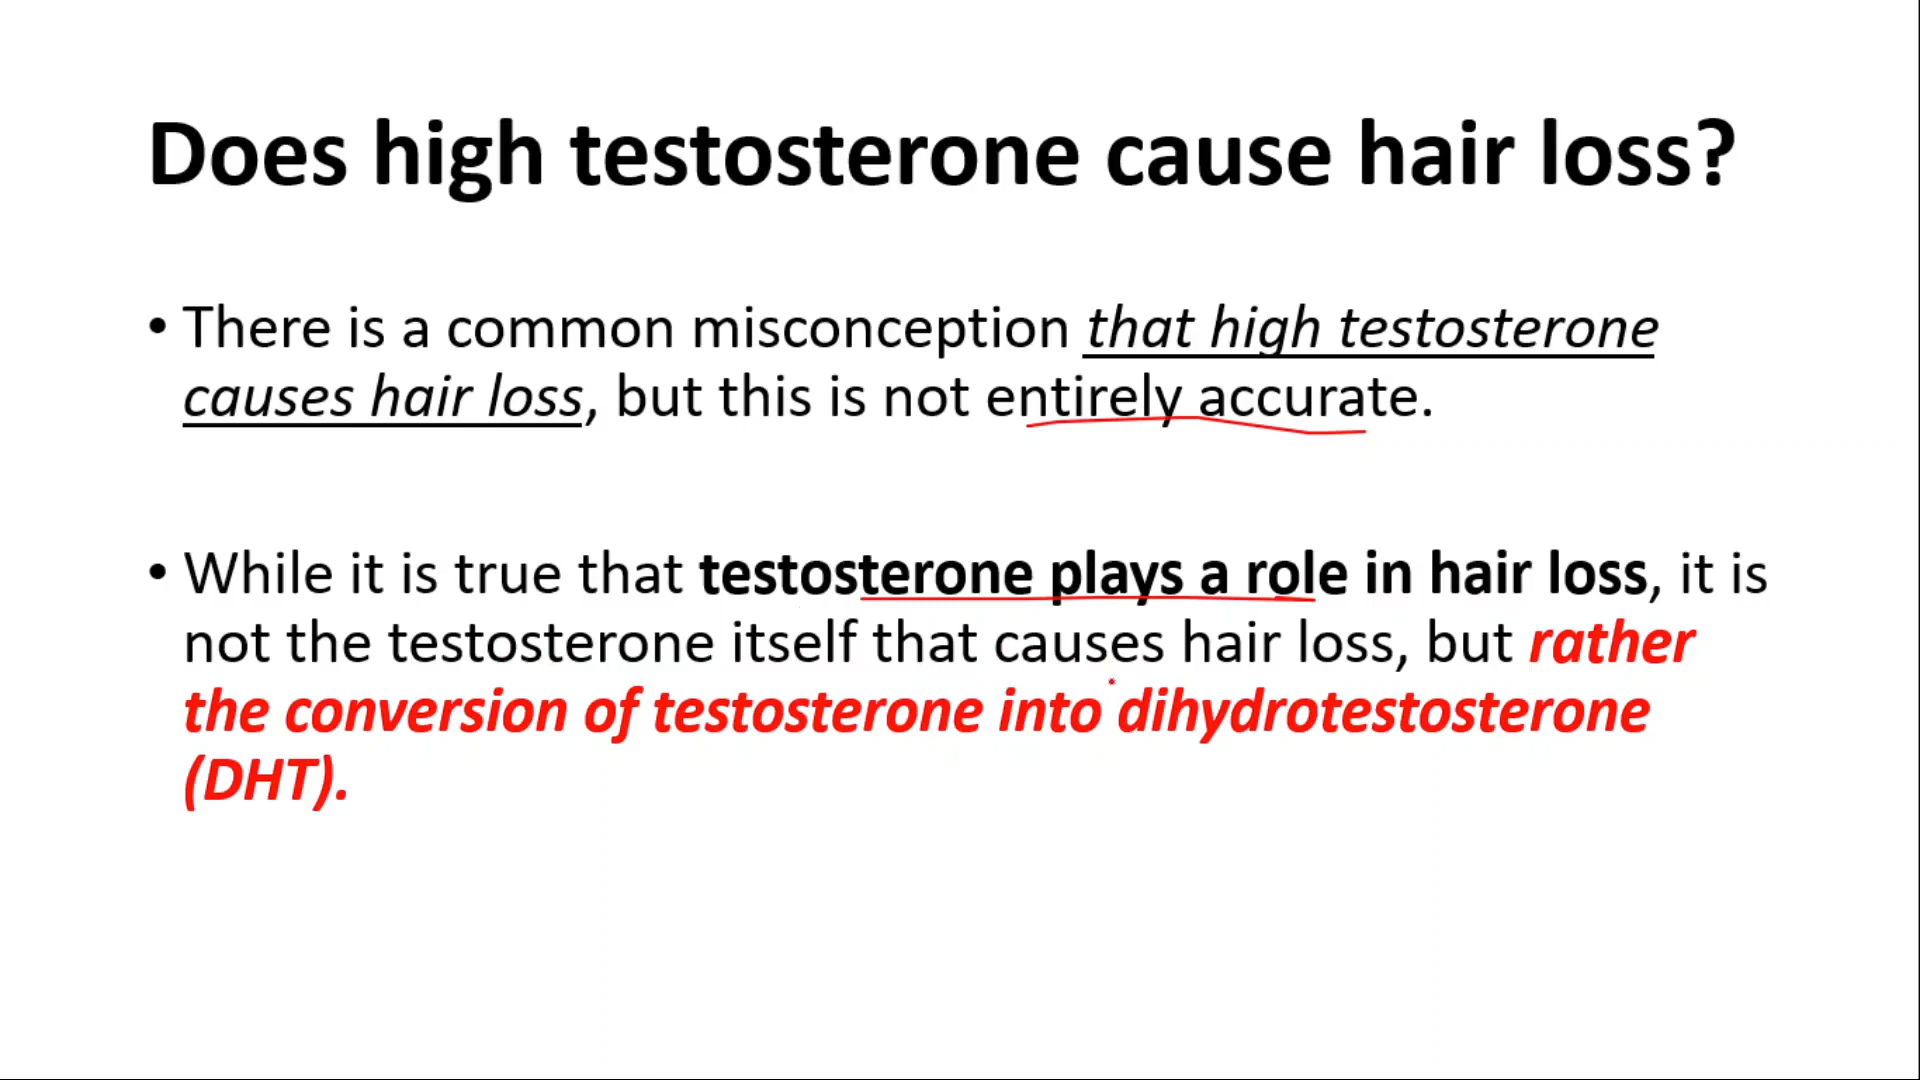 Does high testosterone cause hair loss?
• There is a common misconception that high testosterone
causes hair loss, but this is not entirely accurate.
• While it is true that testosterone plays a role in hair loss, it is
not the testosterone itself that causes hair loss, but rather
the conversion of testosterone into dihydrotestosterone
(DHT).